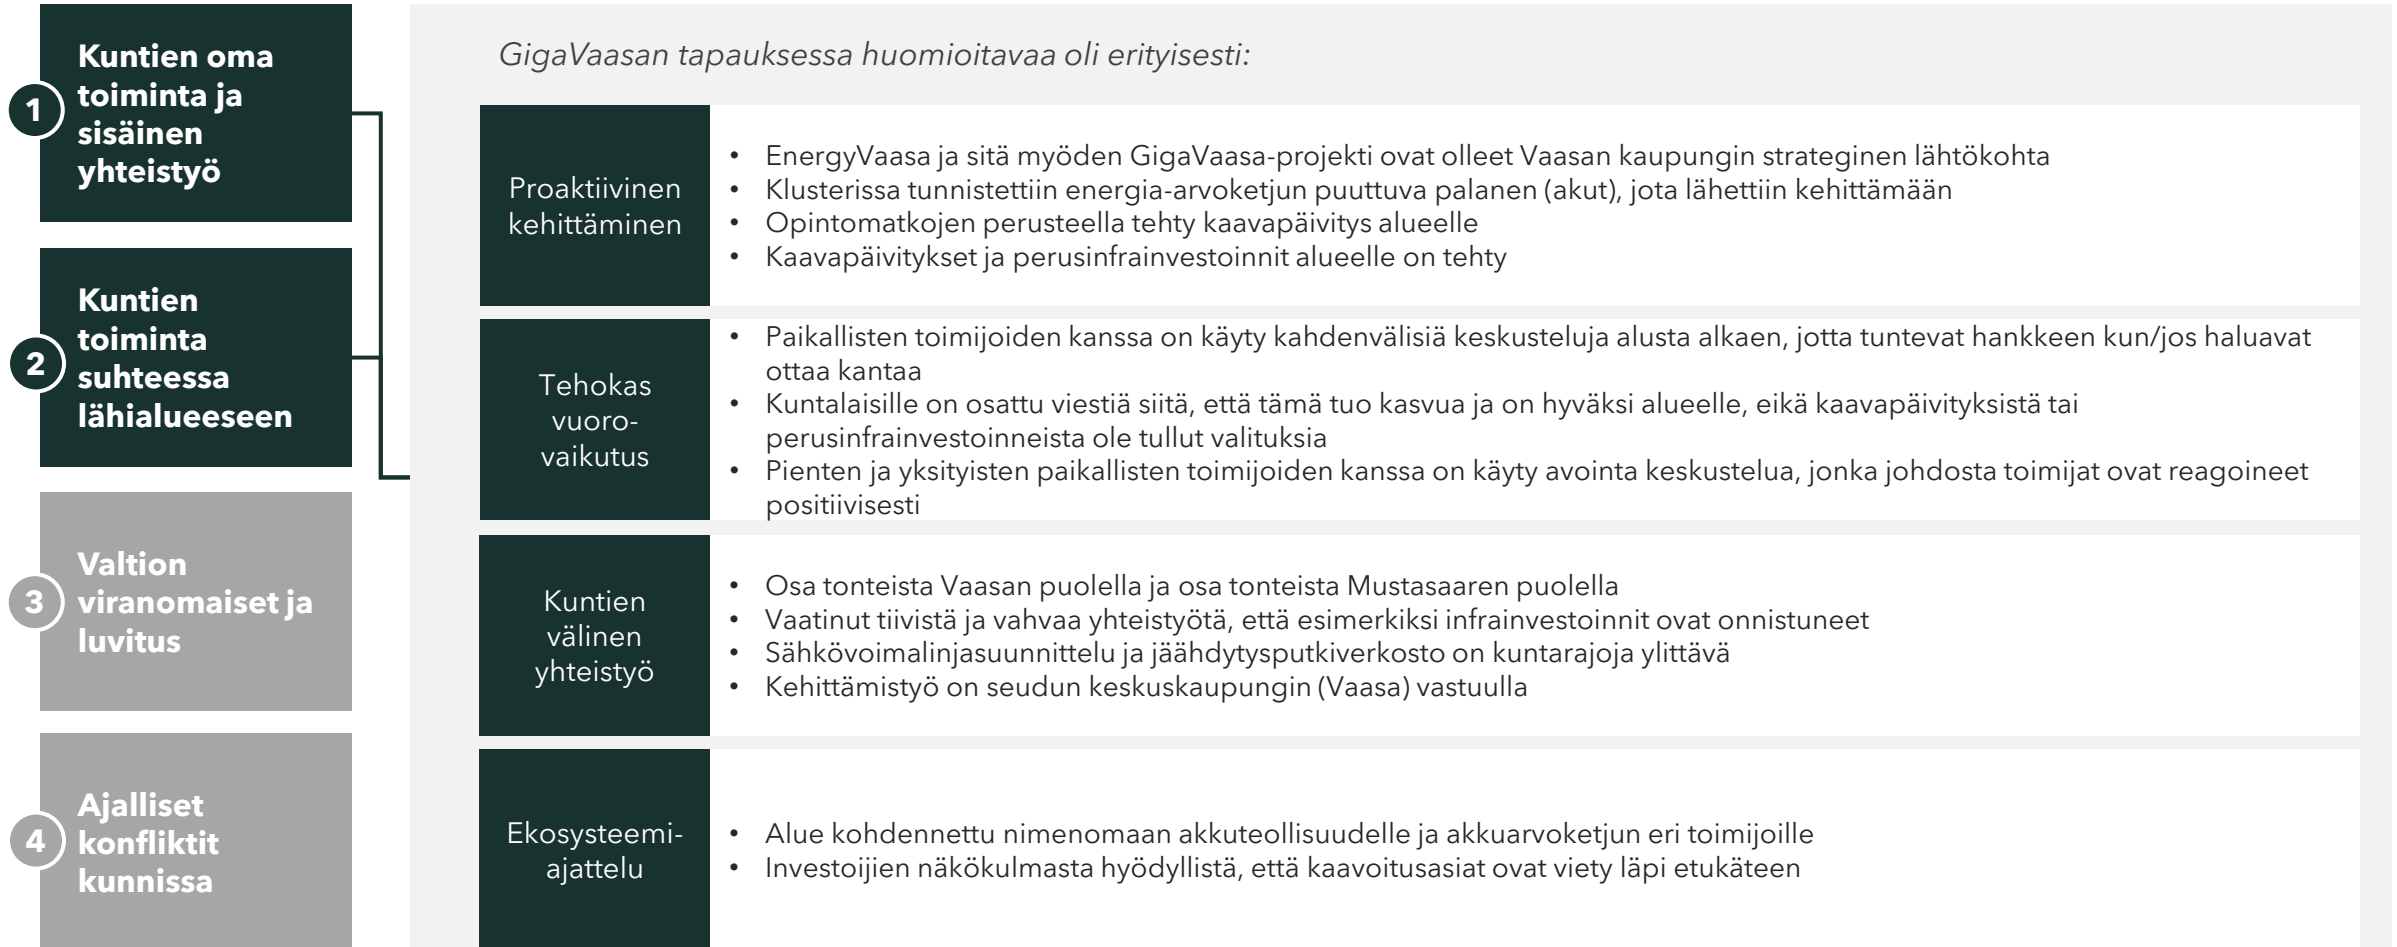 1
Kuntien oma
toiminta ja
sisäinen
yhteistyö
2
Kuntien
toiminta
suhteessa
lähialueeseen
3
Valtion
viranomaiset ja
luvitus
4
Ajalliset
konfliktit
kunnissa
GigaVaasan tapauksessa huomioitavaa oli erityisesti:
Proaktiivinen
kehittäminen
• EnergyVaasa ja sitä myöden GigaVaasa-projekti ovat olleet Vaasan kaupungin strateginen lähtökohta
• Klusterissa tunnistettiin energia-arvoketjun puuttuva palanen (akut), jota lähettiin kehittämään
• Opintomatkojen perusteella tehty kaavapäivitys alueelle
• Kaavapäivitykset ja perusinfrainvestoinnit alueelle on tehty
Tehokas
vuoro-
vaikutus
• Paikallisten toimijoiden kanssa on käyty kahdenvälisiä keskusteluja alusta alkaen, jotta tuntevat hankkeen kun/jos haluavat
ottaa kantaa
• Kuntalaisille on osattu viestiä siitä, että tämä tuo kasvua ja on hyväksi alueelle, eikä kaavapäivityksistä tai
perusinfrainvestoinneista ole tullut valituksia
• Pienten ja yksityisten paikallisten toimijoiden kanssa on käyty avointa keskustelua, jonka johdosta toimijat ovat reagoineet
positiivisesti
Kuntien
välinen
yhteistyö
• Osa tonteista Vaasan puolella ja osa tonteista Mustasaaren puolella
• Vaatinut tiivistä ja vahvaa yhteistyötä, että esimerkiksi infrainvestoinnit ovat onnistuneet
• Sähkövoimalinjasuunnittelu ja jäähdytysputkiverkosto on kuntarajoja ylittävä
• Kehittämistyö on seudun keskuskaupungin (Vaasa) vastuulla
Ekosysteemi-
ajattelu
• Alue kohdennettu nimenomaan akkuteollisuudelle ja akkuarvoketjun eri toimijoille
• Investoijien näkökulmasta hyödyllistä, että kaavoitusasiat ovat viety läpi etukäteen